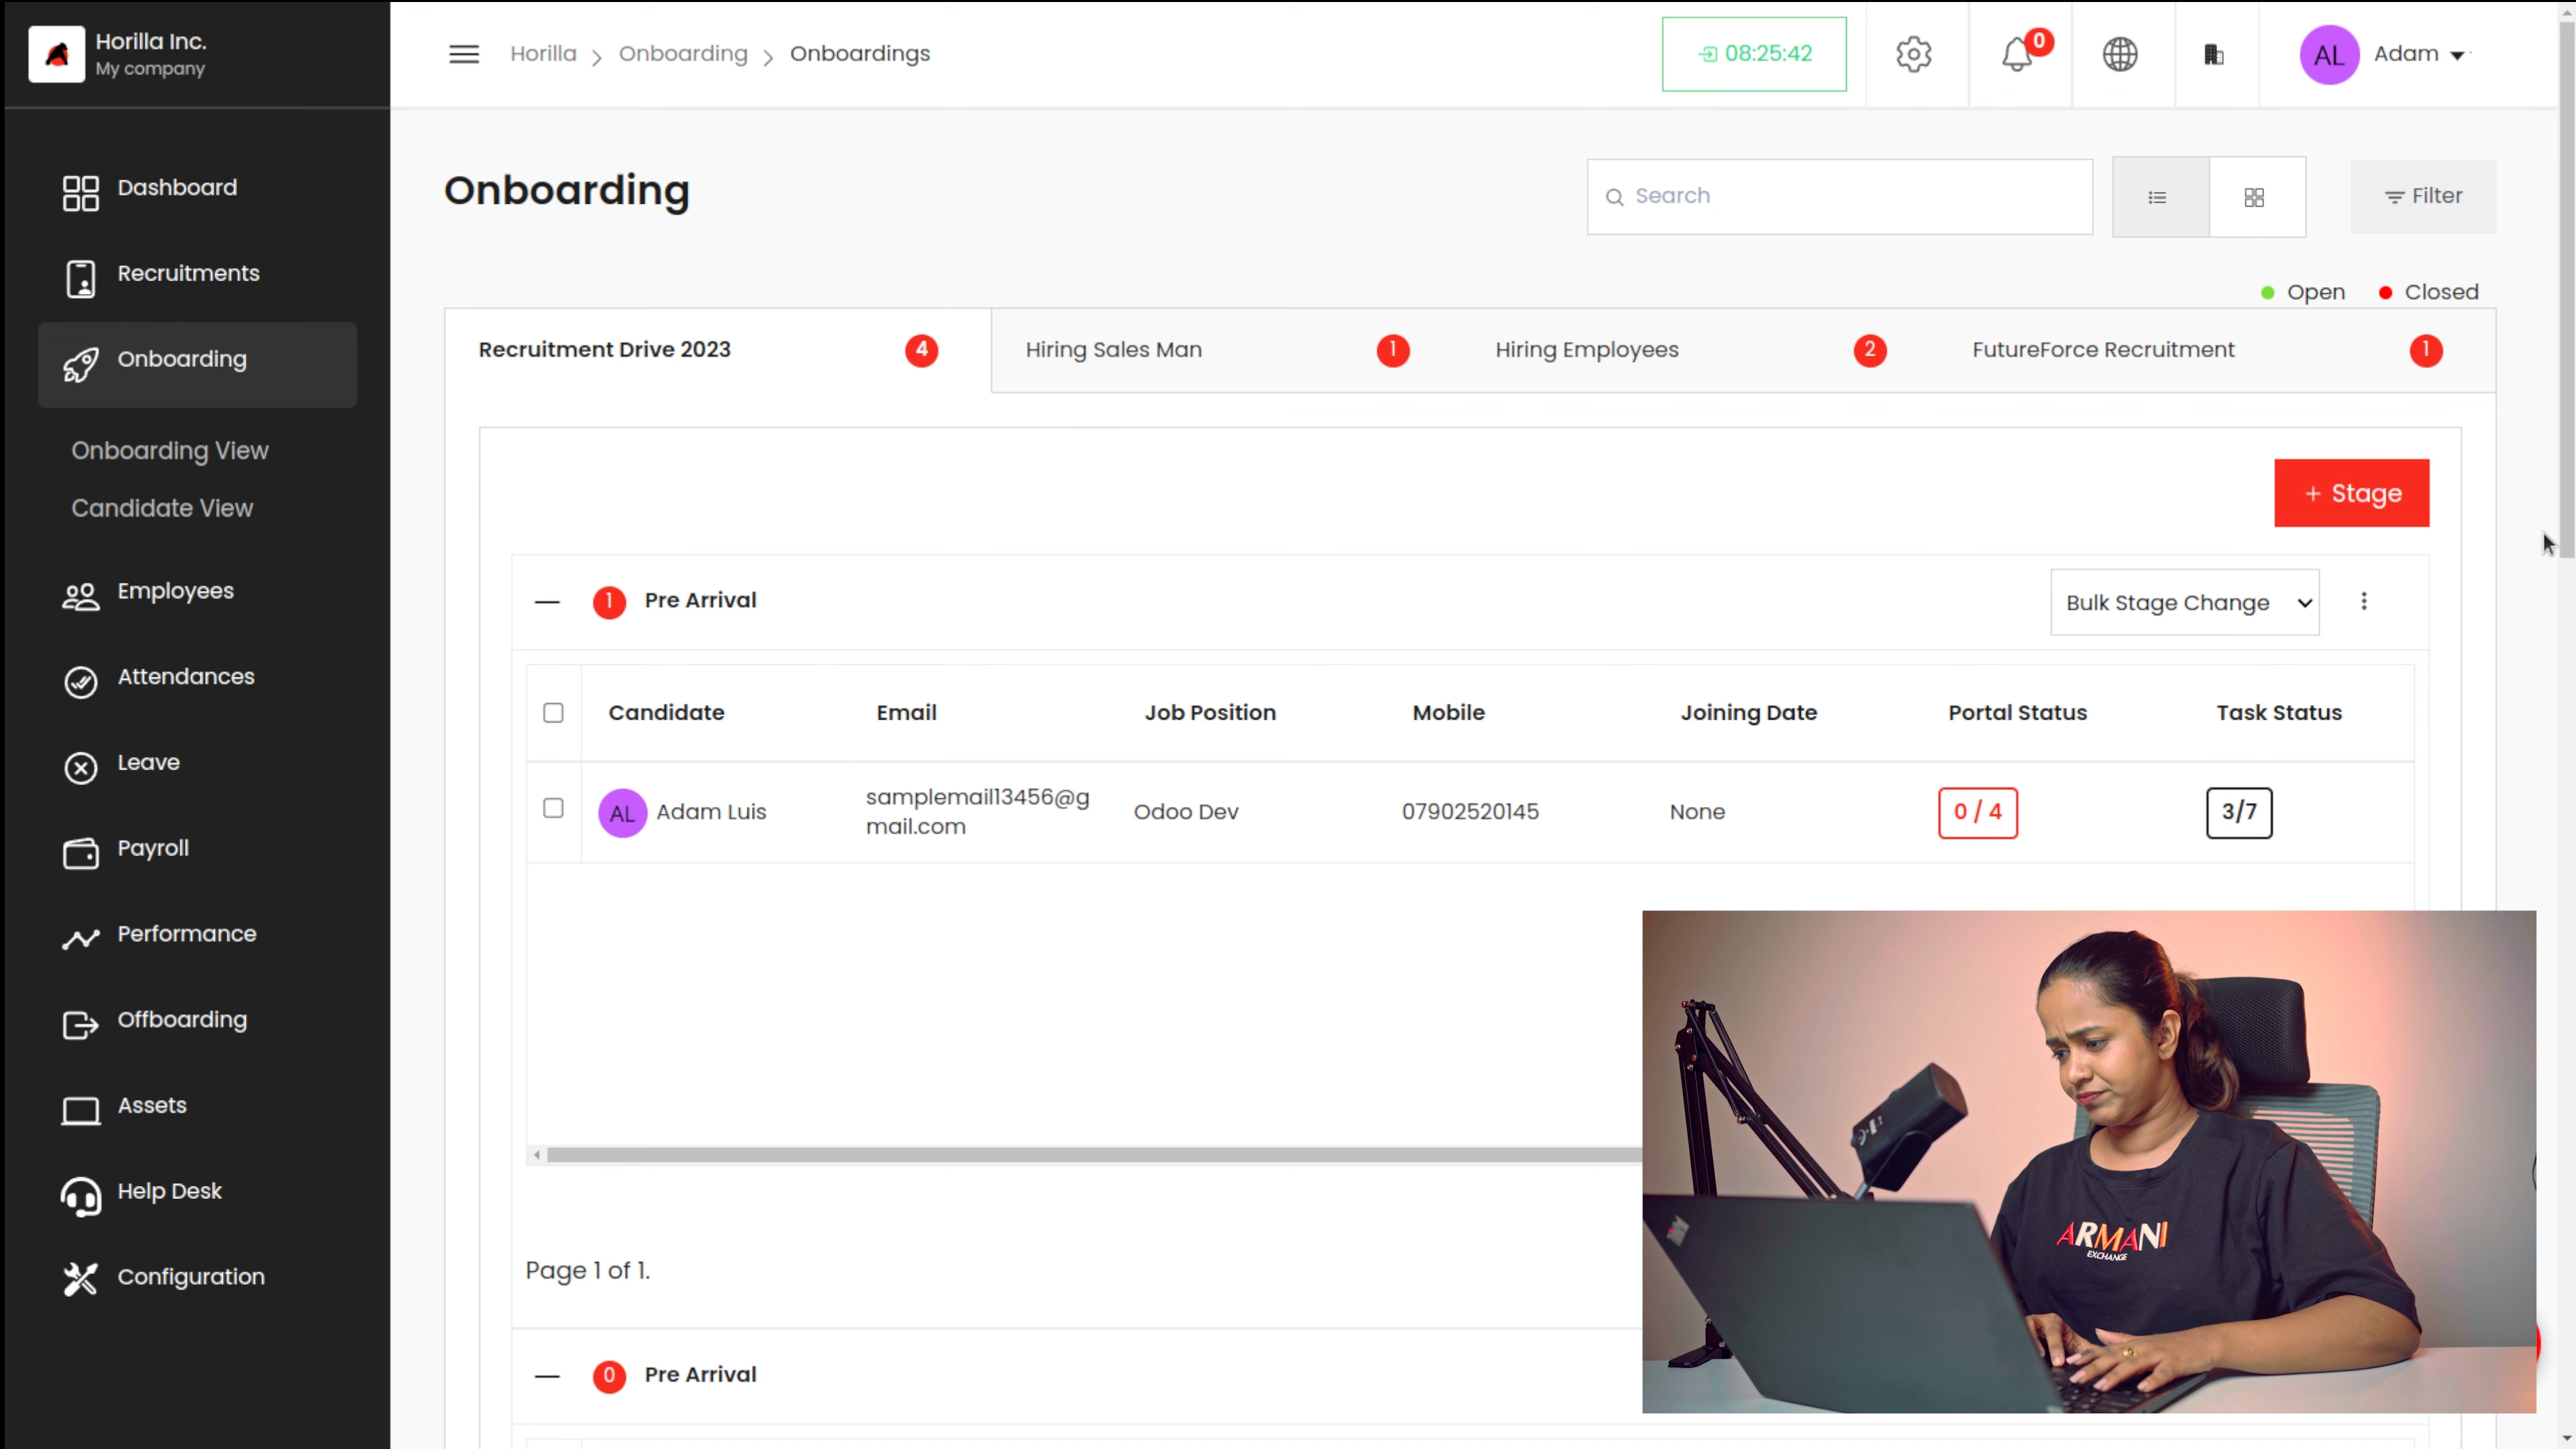 Horilla Inc.
My company
Dashboard
Recruitments
Onboarding
Onboarding View
Candidate View
Employees
Attendances
Leave
Payroll
Performance
Offboarding
Assets
Help Desk
Configuration
Horilla > Onboarding > Onboardings
08:25:42
0
AL Adam
Onboarding
Search
Filter
Open Closed
Recruitment Drive 2023 4
Hiring Sales Man 1
Hiring Employees 2
FutureForce Recruitment 1
+ Stage
1 Pre Arrival
Bulk Stage Change
Candidate Email Job Position Mobile Joining Date Portal Status Task Status
AL Adam Luis samplemail13456@g
mail.com Odoo Dev 07902520145 None 0 / 4 3/7
Page 1 of 1.
0 Pre Arrival
ARMANI
EXCHANGE